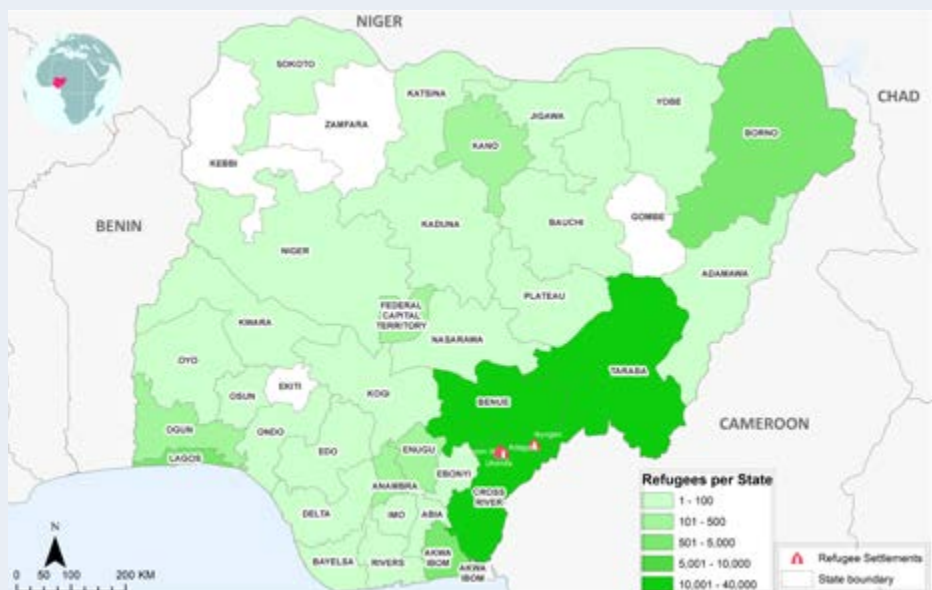 NIGER
SOKOTO
KATSINA
YOBE
CHAD
JIGAWA
ZAMFARA
BORNO
KANO
KEBBI
GOMBE
BENIN
KADUNA
BAUCHI
NIGER
ADAMAWA
PLATEAU
FEDERAL
CAPITAL
TERRITORY
KWARA
NASARAWA
OYO
TARABA
EKITI
OSUN
KOGI
BENUE
CAMEROON
OGUN
ONDO
EDO
ENUGU
LAGOS
EBONYI
ANAMBRA
CROSS
RIVER
DELTA
IMO
ABIA
BAYELSA
RIVERS
AKWA
IBOM
AKWA
IBOM
Refugees per State
1 - 100
101 - 500
501 - 5,000
5,001 - 10,000
10,001 - 40,000
Refugee Settlements
State boundary
N
0 50 100 200 KM